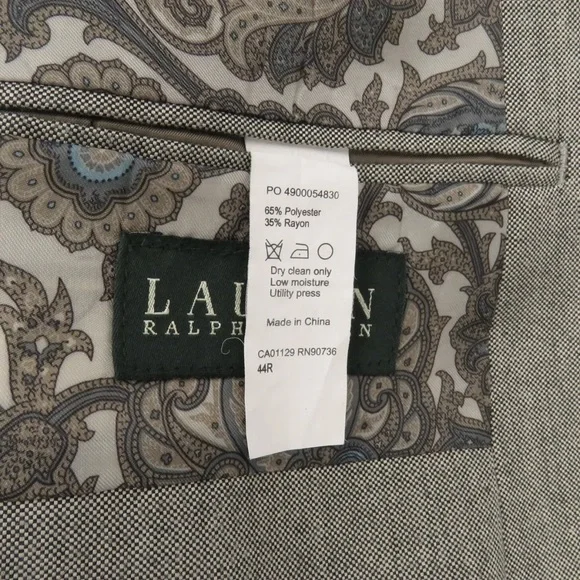 PO 4900054830
65% Polyester
35% Rayon
Dry clean only
Low moisture
Utility press
Made in China
CA01129 RN90736
44R
LAU N
RALPH N